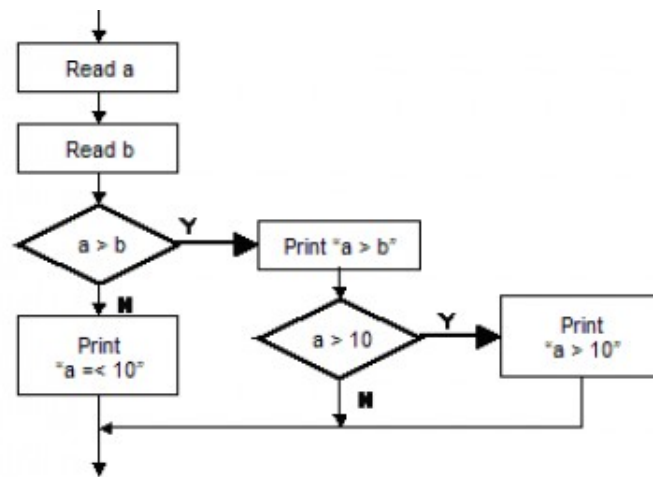 Read a
Read b
a > b
Y
Print “a > b”
N
Print
“a =< 10”
a > 10
Y
Print
“a > 10”
N